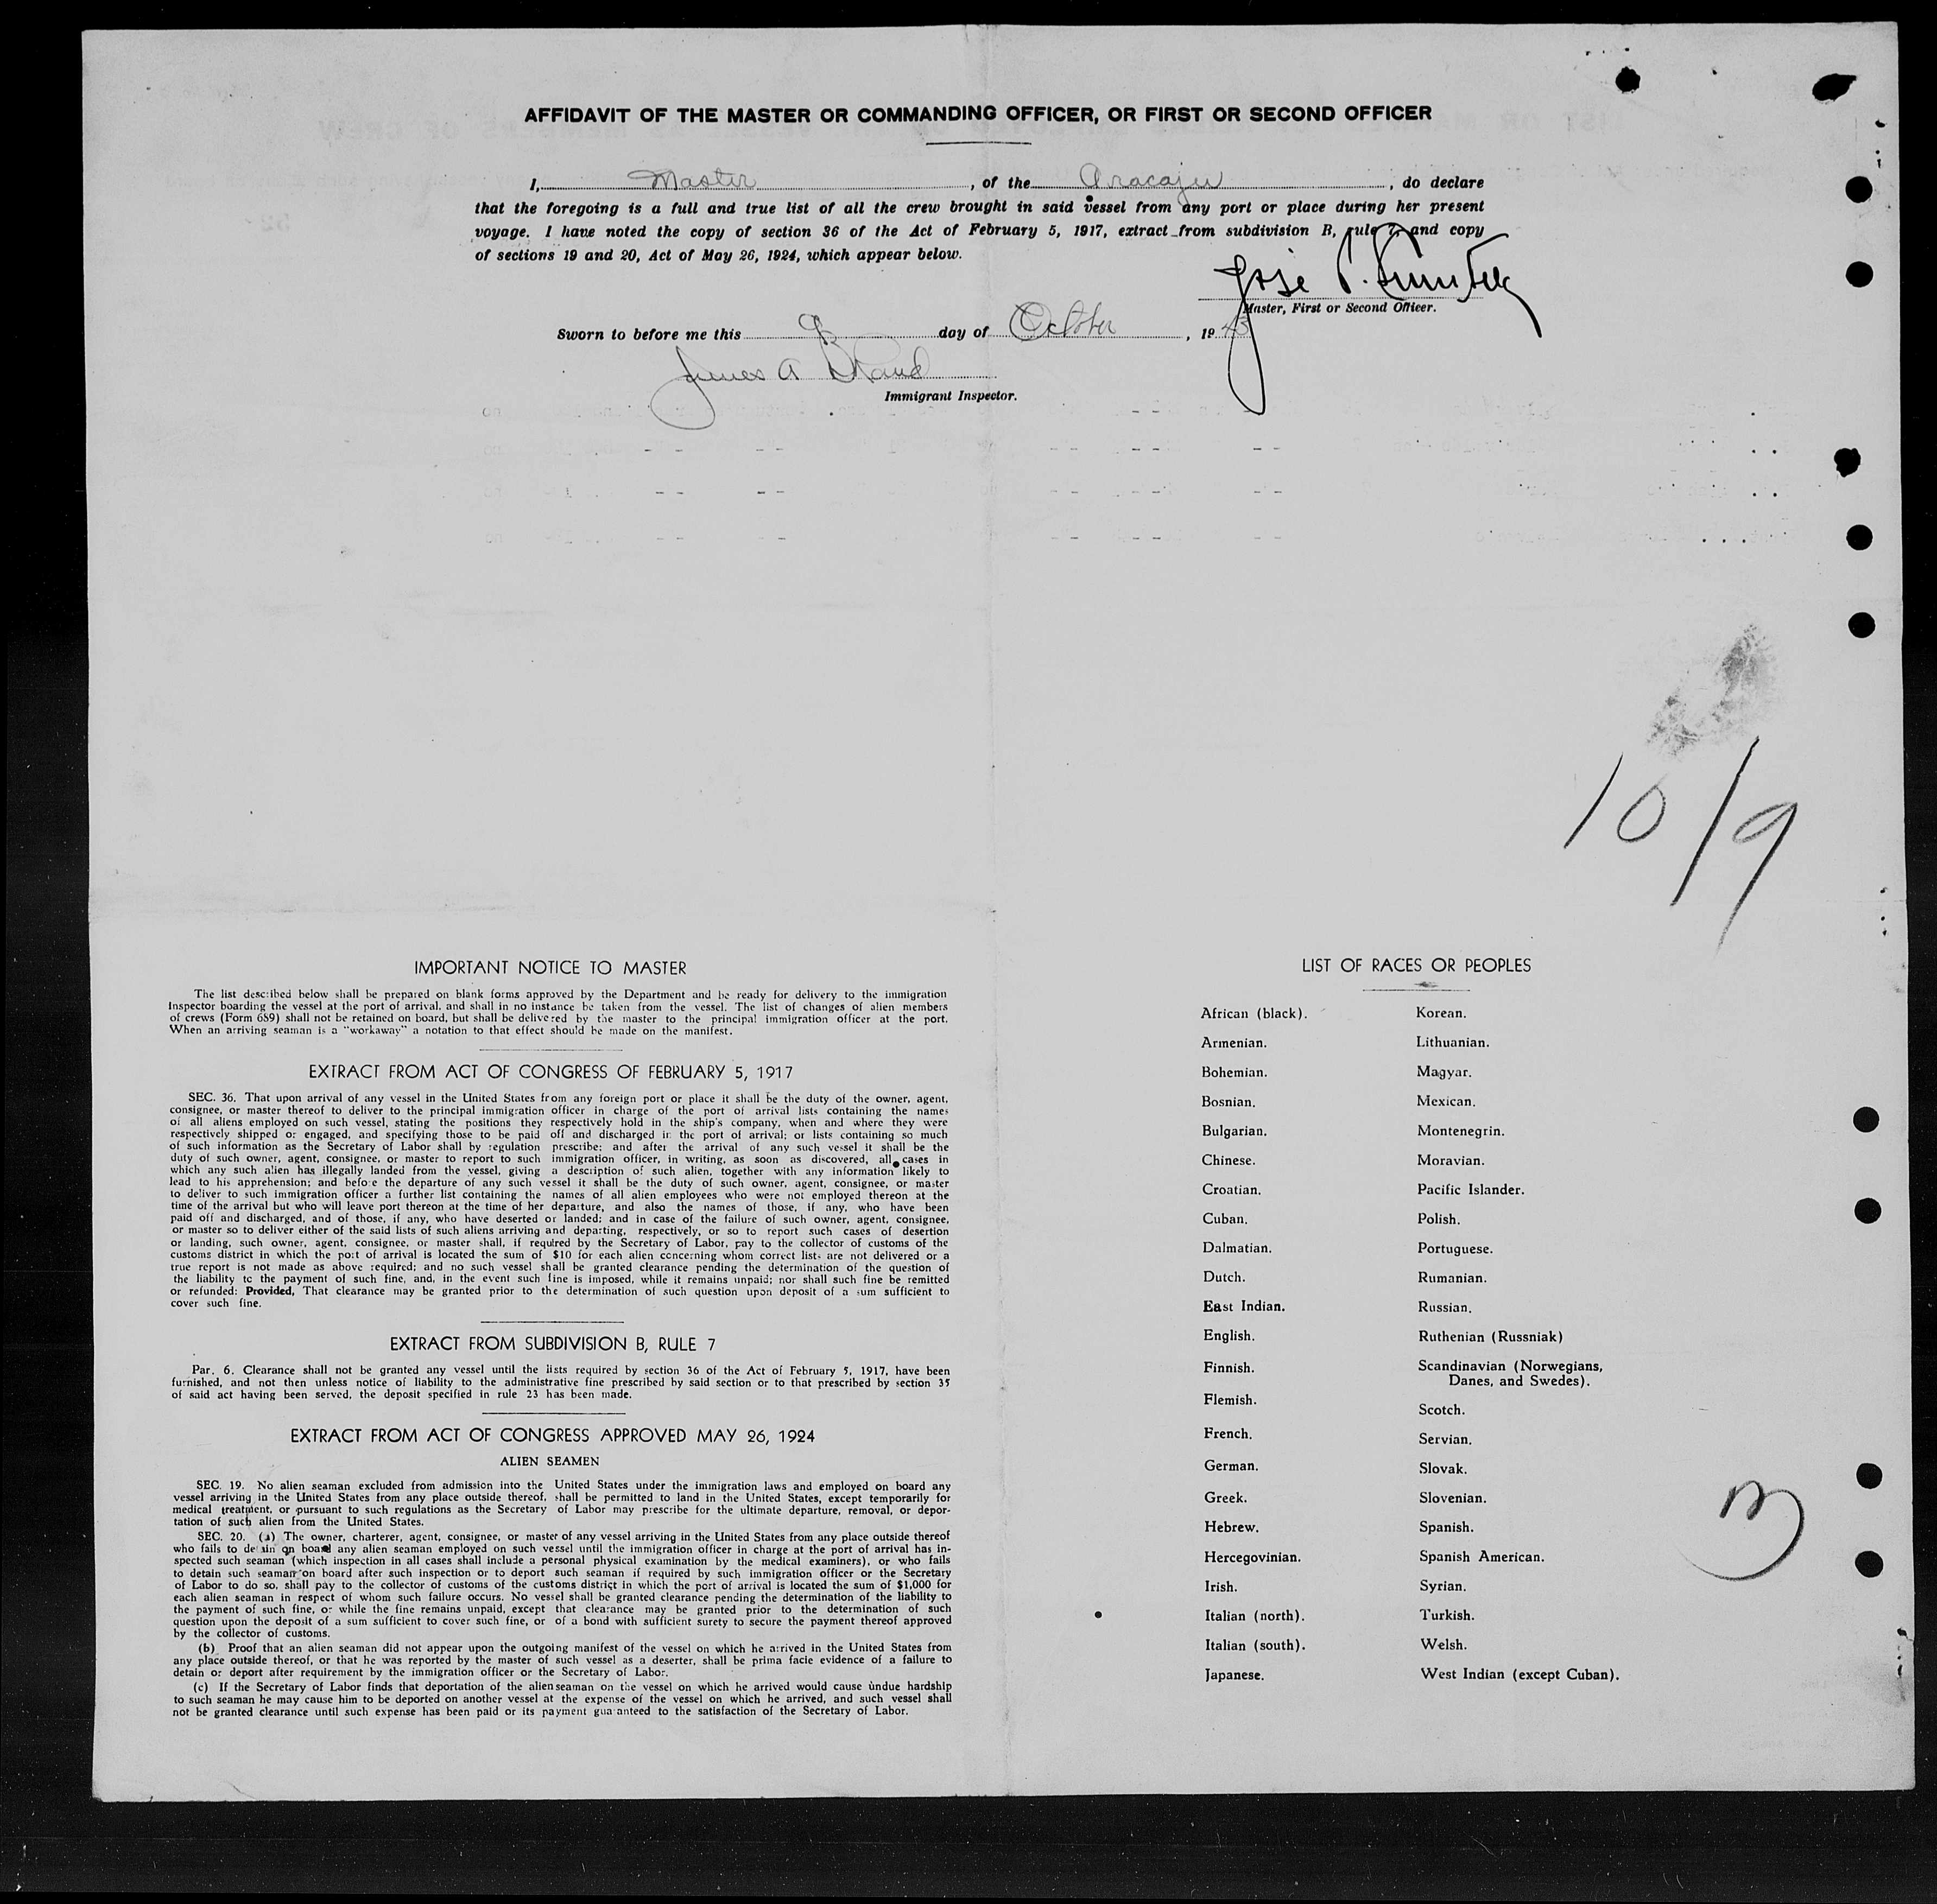 AFFIDAVIT OF THE MASTER OR COMMANDING OFFICER, OR FIRST OR SECOND OFFICER
I, Master, of the Aracaju, do declare
that the foregoing is a full and true list of all the crew brought in said vessel from any port or place during her present
voyage. I have noted the copy of section 36 of the Act of February 5, 1917, extract from subdivision B, rule 7, and copy
of sections 19 and 20, Act of May 26, 1924, which appear below.
Jose
Master, First or Second Officer.
Sworn to before me this 9 day of October, 1943
James A
Immigrant Inspector.
10/9
IMPORTANT NOTICE TO MASTER
The list described below shall be prepared on blank forms approved by the Department and be ready for delivery to the immigration
inspector boarding the vessel at the port of arrival, and shall in no instance be taken from the vessel. The list of changes of alien members
of crews (Form 689) shall not be retained on board, but shall be delivered by the master to the principal immigration officer at the port.
When an arriving seaman is a "workaway" a notation to that effect should be made on the manifest.
EXTRACT FROM ACT OF CONGRESS OF FEBRUARY 5, 1917
SEC. 36. That upon arrival of any vessel in the United States from any foreign port or place it shall be the duty of the owner, agent,
consignee, or master thereof to deliver to the principal immigration officer in charge of the port of arrival lists containing the names
of all aliens employed on such vessel, stating the positions they respectively hold in the ship's company, when and where they were
respectively shipped or engaged, and specifying those to be paid off and discharged in the port of arrival; or lists containing so much
of such information as the Secretary of Labor shall by regulation prescribe; and after the arrival of any such vessel it shall be the
duty of such owner, agent, consignee, or master to report to such immigration officer, in writing, as soon as discovered, all cases in
which any such alien has illegally landed from the vessel, giving a description of such alien, together with any information likely to
lead to his apprehension; and before the departure of any such vessel it shall be the duty of such owner, agent, consignee, or master
to deliver to such immigration officer a further list containing the names of all alien employees who were not employed thereon at the
time of the arrival but who will leave port thereon at the time of her departure, and also the names of those, if any, who have been
paid off and discharged, and of those, if any, who have deserted or landed; and in case of the failure of such owner, agent, consignee,
or master so to deliver either of the said lists of such aliens arriving and departing, respectively, or so to report such cases of desertion
or landing, such owner, agent, consignee, or master shall, if required by the Secretary of Labor, pay to the collector of customs of the
customs district in which the port of arrival is located the sum of $10 for each alien concerning whom correct lists are not delivered or a
true report is not made as above required; and no such vessel shall be granted clearance pending the determination of the question of
the liability to the payment of such fine, and, in the event such fine is imposed, while it remains unpaid; nor shall such fine be remitted
or refunded: Provided, That clearance may be granted prior to the determination of such question upon deposit of a sum sufficient to
cover such fine.
EXTRACT FROM SUBDIVISION B, RULE 7
Par. 6. Clearance shall not be granted any vessel until the lists required by section 36 of the Act of February 5, 1917, have been
furnished, and not then unless notice of liability to the administrative fine prescribed by said section or to that prescribed by section 35
of said act having been served, the deposit specified in rule 23 has been made.
EXTRACT FROM ACT OF CONGRESS APPROVED MAY 26, 1924
ALIEN SEAMEN
SEC. 19. No alien seaman excluded from admission into the United States under the immigration laws and employed on board any
vessel arriving in the United States from any place outside thereof, shall be permitted to land in the United States, except temporarily for
medical treatment, or pursuant to such regulations as the Secretary of Labor may prescribe for the ultimate departure, removal, or depor-
tation of such alien from the United States.
SEC. 20. (a) The owner, charterer, agent, consignee, or master of any vessel arriving in the United States from any place outside thereof
who fails to detain on board any alien seaman employed on such vessel until the immigration officer in charge at the port of arrival has in-
spected such seaman (which inspection in all cases shall include a personal physical examination by the medical examiners), or who fails
to detain such seaman on board after such inspection or to deport such seaman if required by such immigration officer or the Secretary
of Labor to do so, shall pay to the collector of customs of the customs district in which the port of arrival is located the sum of $1,000 for
each alien seaman in respect of whom such failure occurs. No vessel shall be granted clearance pending the determination of the liability to
the payment of such fine, or while the fine remains unpaid, except that clearance may be granted prior to the determination of such
question upon the deposit of a sum sufficient to cover such fine, or of a bond with sufficient surety to secure the payment thereof approved
by the collector of customs.
(b) Proof that an alien seaman did not appear upon the outgoing manifest of the vessel on which he arrived in the United States from
any place outside thereof, or that he was reported by the master of such vessel as a deserter, shall be prima facie evidence of a failure to
detain or deport after requirement by the immigration officer or the Secretary of Labor.
(c) If the Secretary of Labor finds that deportation of the alien seaman on the vessel on which he arrived would cause undue hardship
to such seaman he may cause him to be deported on another vessel at the expense of the vessel on which he arrived, and such vessel shall
not be granted clearance until such expense has been paid or its payment guaranteed to the satisfaction of the Secretary of Labor.
LIST OF RACES OR PEOPLES
African (black). Korean.
Armenian. Lithuanian.
Bohemian. Magyar.
Bosnian. Mexican.
Bulgarian. Montenegrin.
Chinese. Moravian.
Croatian. Pacific Islander.
Cuban. Polish.
Dalmatian. Portuguese.
Dutch. Rumanian.
East Indian. Russian.
English. Ruthenian (Russniak)
Finnish. Scandinavian (Norwegians,
Danes, and Swedes).
Flemish. Scotch.
French. Servian.
German. Slovak.
Greek. Slovenian.
Hebrew. Spanish.
Hercegovinian. Spanish American.
Irish. Syrian.
Italian (north). Turkish.
Italian (south). Welsh.
Japanese. West Indian (except Cuban).